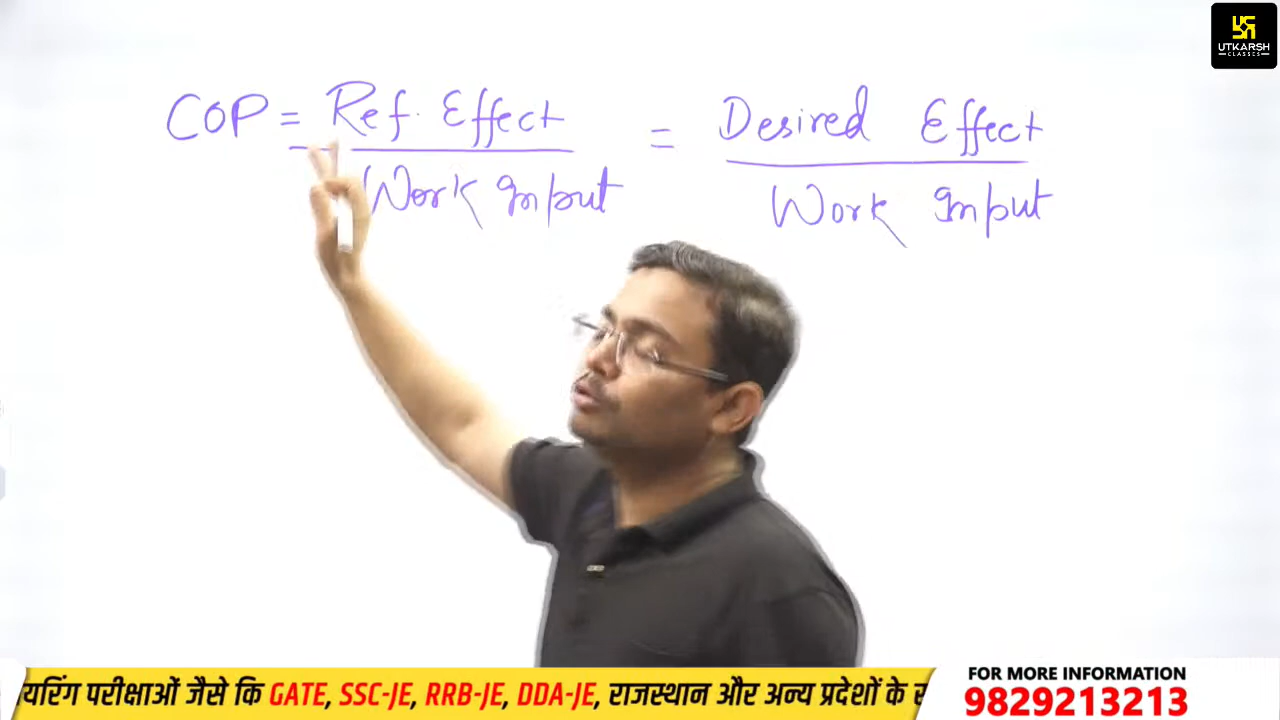 UTKARSH
CLASSES
COP = Ref. Effect / Work Input = Desired Effect / Work Input
यरिंग परीक्षाओं जैसे कि GATE, SSC-JE, RRB-JE, DDA-JE, राजस्थान और अन्य प्रदेशों के
FOR MORE INFORMATION
9829213213